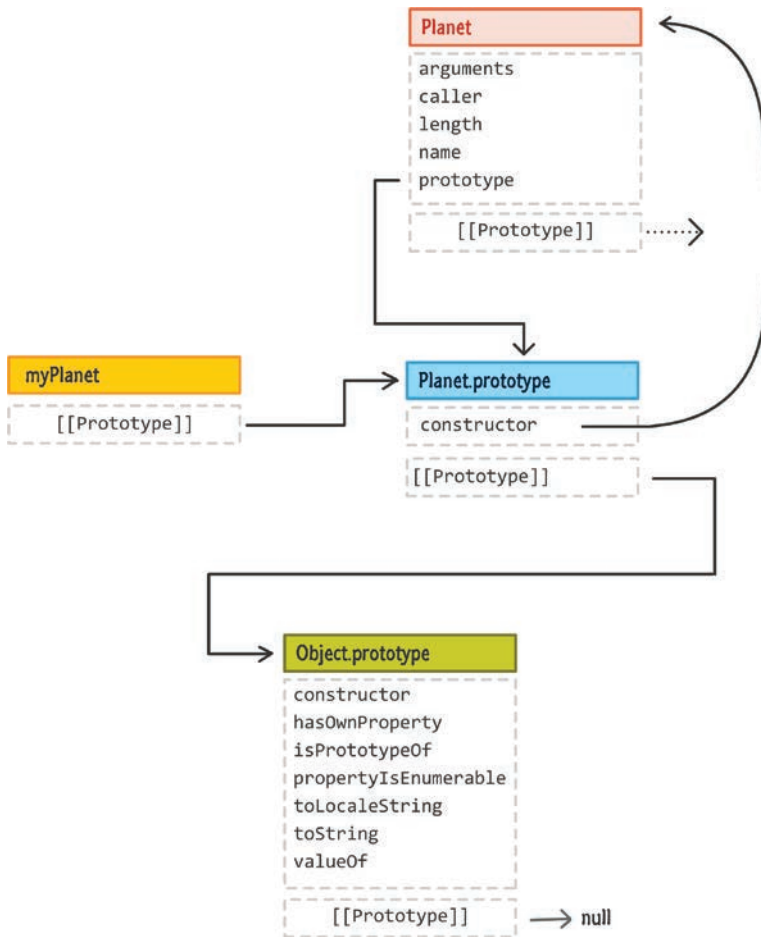 Planet
arguments
caller
length
name
prototype
[[Prototype]]
myPlanet
[[Prototype]]
Planet.prototype
constructor
[[Prototype]]
Object.prototype
constructor
hasOwnProperty
isPrototypeOf
propertyIsEnumerable
toLocaleString
toString
valueOf
[[Prototype]]
null